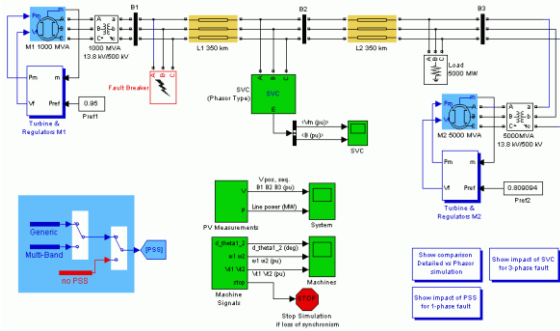 B1
B2
B3
M1 1000 MVA
1000 MVA
13.8 kV/500 kV
L1 350 km
L2 350 km
Pm
m
Vf
Pref
0.95
Pref1
Turbine &
Regulators M1
A B C
Fault Breaker
A B C
SVC
SVC
(Phasor Type)
<Vm (pu)>
<B (pu)>
SVC
A B C
Load
5000 MW
M2 5000 MVA
5000MVA
13.8 kV/500 kV
Pm
m
Vf
Pref
0.809094
Pref2
Turbine &
Regulators M2
Generic
Multi-Band
no PSS
[PSS]
Vpos. seq.
B1 B2 B3 (pu)
V
P
Line power (MW)
PV Measurements
System
d_theta1_2
d_theta1_2 (deg)
w1 w2
w1 w2 (pu)
Vt1 Vt2
Vt1 Vt2 (pu)
stop
Machine
Signals
Machines
STOP
Stop Simulation
if loss of synchronism
Show comparison
Detailed vs Phasor
simulation
Show impact of SVC
for 3-phase fault
Show impact of PSS
for 1-phase fault